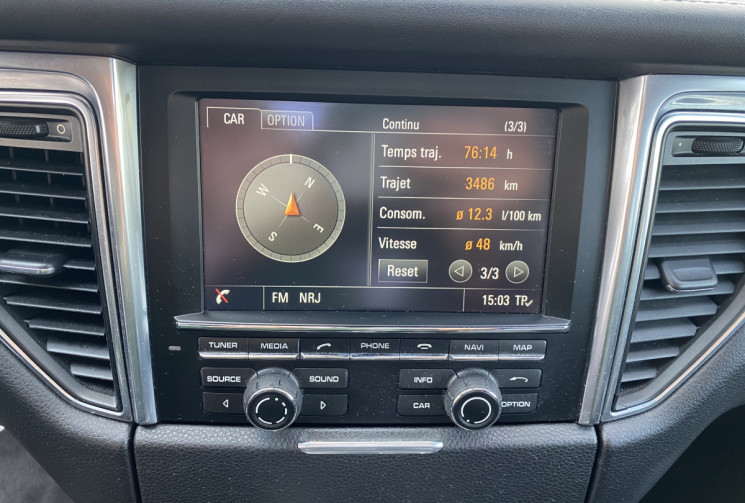 CAR OPTION Continu (3/3)
Temps traj. 76:14 h
N
W
E
S
Trajet 3486 km
Consom. ø 12.3 l/100 km
Vitesse ø 48 km/h
Reset 3/3
FM NRJ 15:03 TP
TUNER MEDIA PHONE NAVI MAP
SOURCE SOUND INFO
CAR OPTION